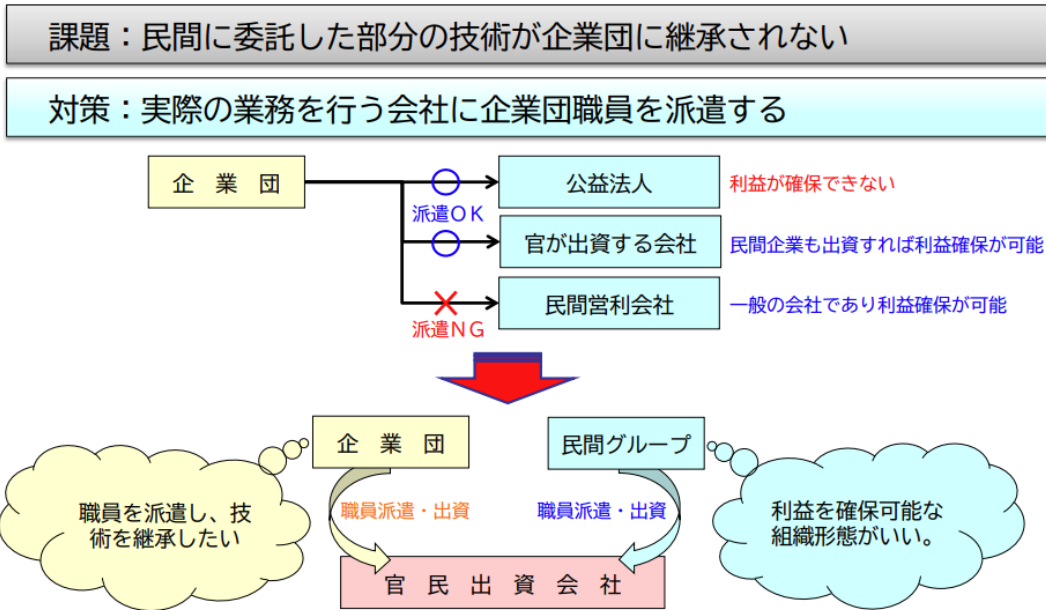 課題：民間に委託した部分の技術が企業団に継承されない
対策：実際の業務を行う会社に企業団職員を派遣する
企　業　団
公益法人
利益が確保できない
派遣ＯＫ
官が出資する会社
民間企業も出資すれば利益確保が可能
民間営利会社
一般の会社であり利益確保が可能
派遣ＮＧ
企　業　団
民間グループ
職員を派遣し、技
術を継承したい
職員派遣・出資
職員派遣・出資
利益を確保可能な
組織形態がいい。
官　民　出　資　会　社